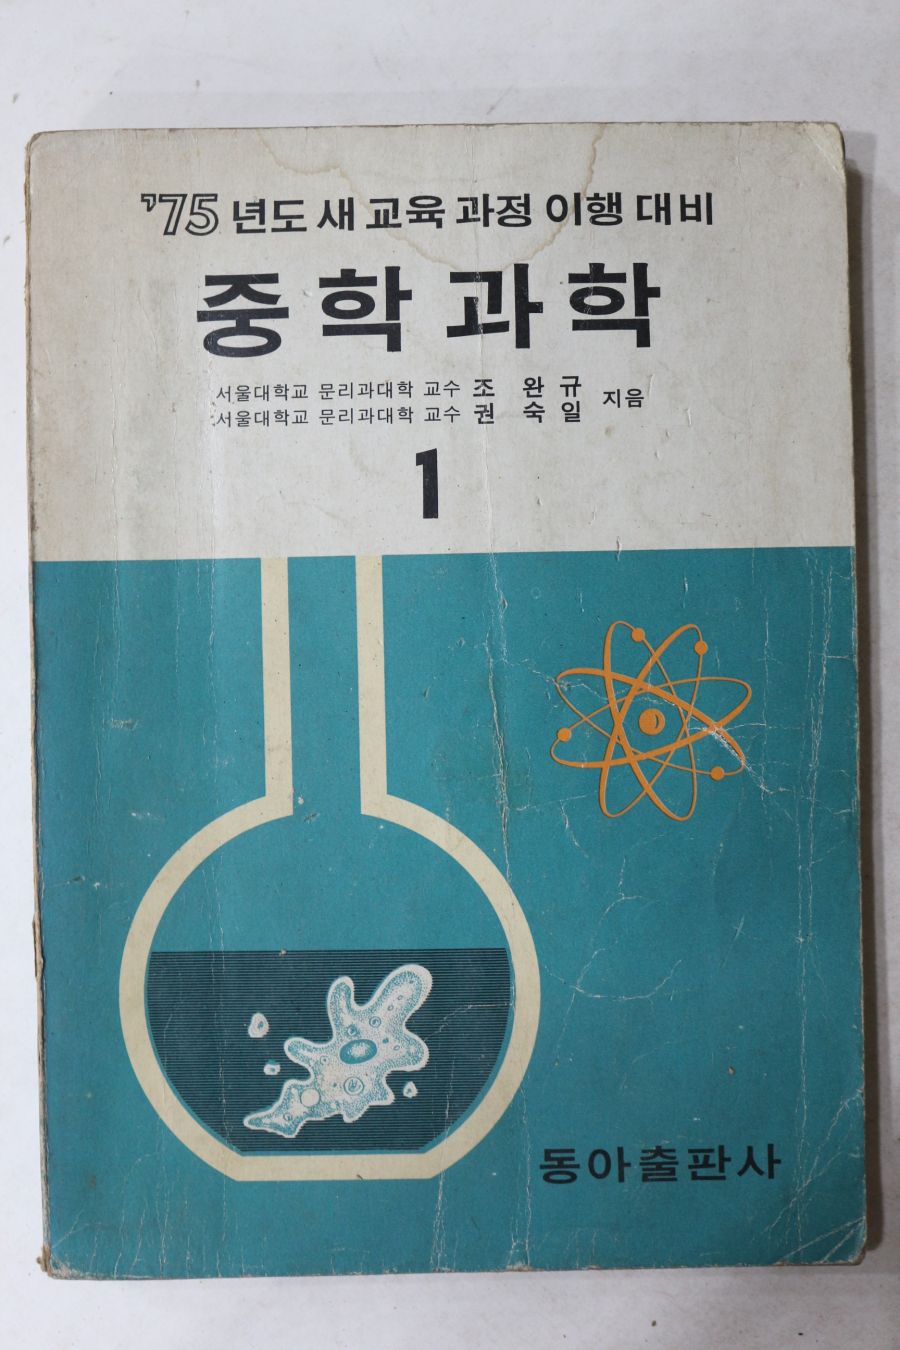 '75 년도 새 교육 과정 이행 대비
중학 과학
서울대학교 문리과대학 교수 조 완 규
서울대학교 문리과대학 교수 권 숙 일 지음
1
동아출판사